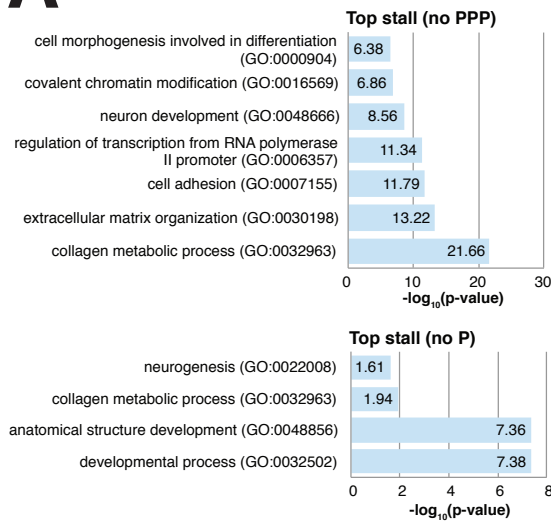 A
Top stall (no PPP)
cell morphogenesis involved in differentiation
(GO:0000904)
6.38
covalent chromatin modification (GO:0016569)
6.86
neuron development (GO:0048666)
8.56
regulation of transcription from RNA polymerase
II promoter (GO:0006357)
11.34
cell adhesion (GO:0007155)
11.79
extracellular matrix organization (GO:0030198)
13.22
collagen metabolic process (GO:0032963)
21.66
0 10 20 30
-log₁₀(p-value)
Top stall (no P)
neurogenesis (GO:0022008)
1.61
collagen metabolic process (GO:0032963)
1.94
anatomical structure development (GO:0048856)
7.36
developmental process (GO:0032502)
7.38
0 2 4 6 8
-log₁₀(p-value)